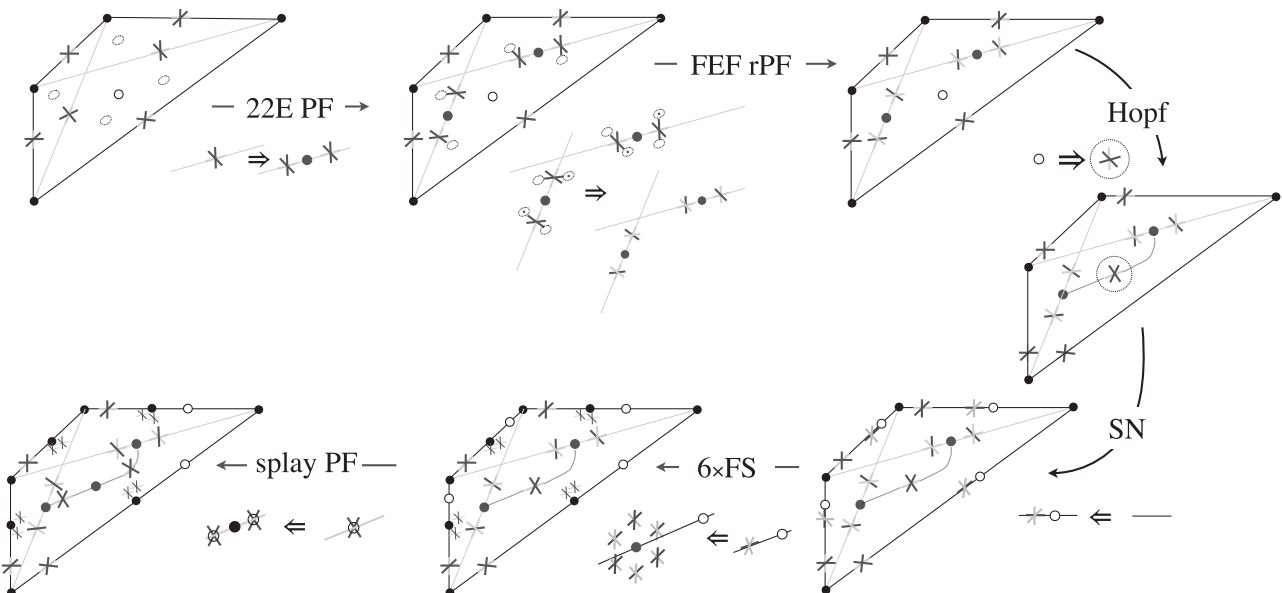 22E PF
FEF rPF
Hopf
SN
6×FS
splay PF